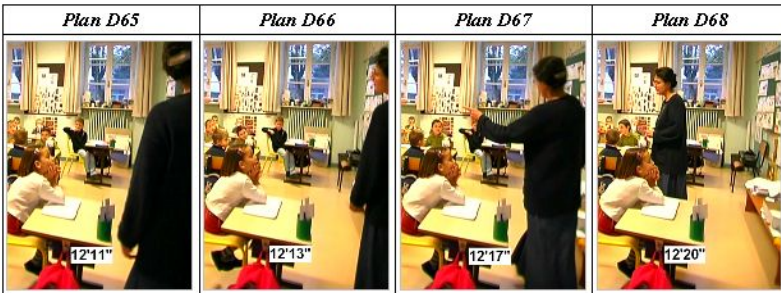 Plan D65
Plan D66
Plan D67
Plan D68
12'11"
12'13"
12'17"
12'20"